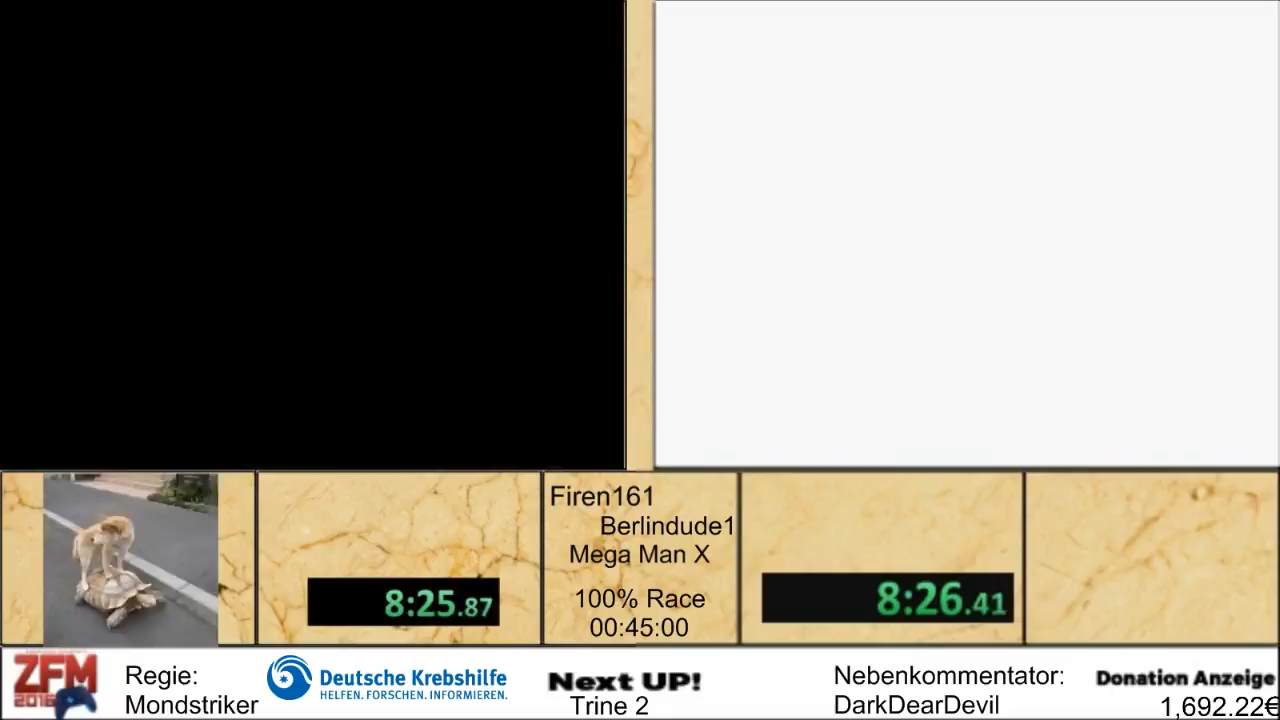 Firen161
Berlindude1
Mega Man X
100% Race
00:45:00
8:25.87
8:26.41
ZFM
2016
Regie:
Mondstriker
Deutsche Krebshilfe
HELFEN. FORSCHEN. INFORMIEREN.
Next UP!
Trine 2
Nebenkommentator:
DarkDearDevil
Donation Anzeige
1,692.22€